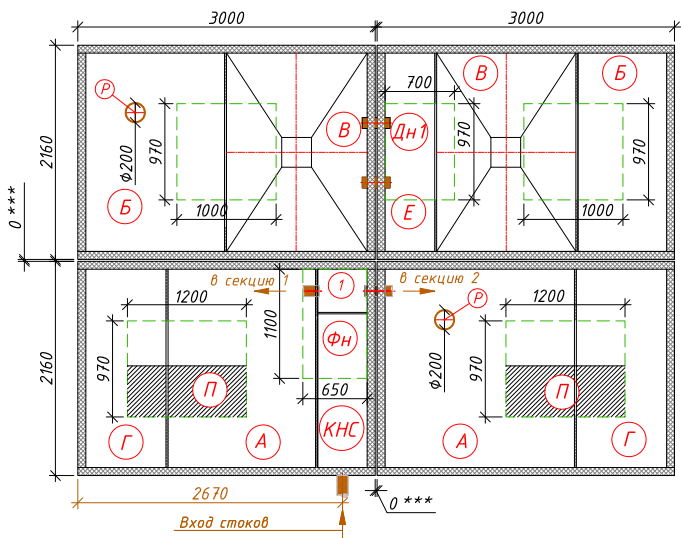 3000
3000
P
В
700
В
Б
2160
970
Ф200
В
Дн1
970
970
Б
1000
Е
1000
0 ***
в секцию 1
1
в секцию 2
1200
P
1200
1100
Фн
2160
970
Ф200
970
П
650
П
Г
А
КНС
А
Г
2670
0 ***
Вход стоков